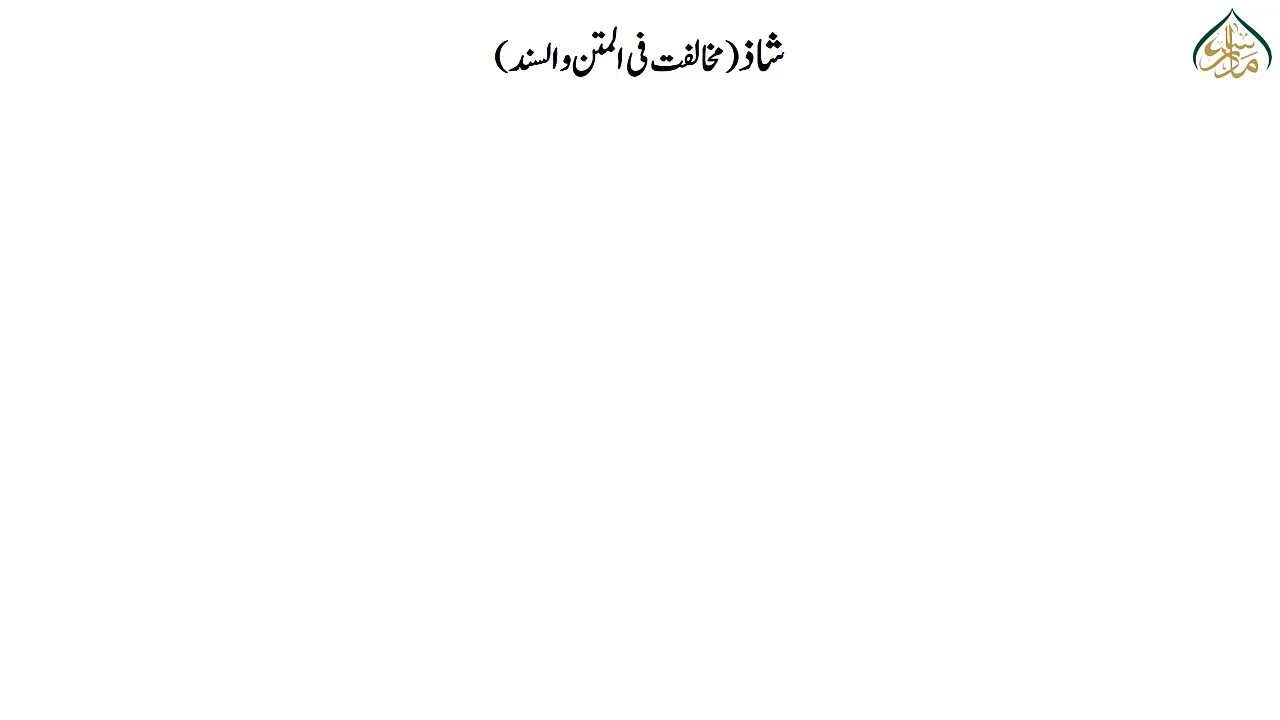 شاذ (مخالفت فی المتن والسند)